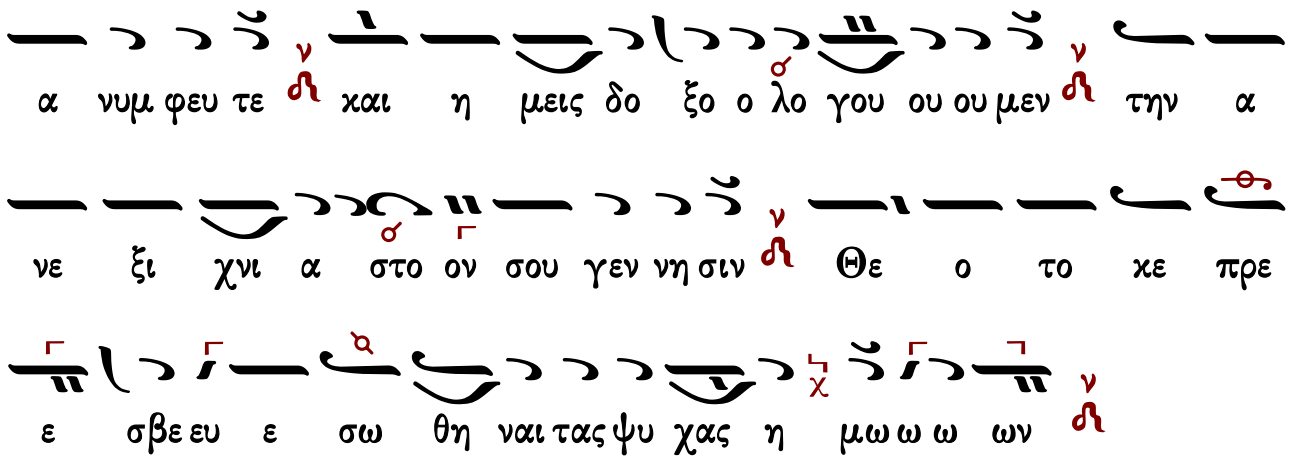 α νυμ φευ τε και η μεις δο ξο ο λο γου ου ου μεν την α
νε ξι χνι α στο ον σου γεν νη σιν Θε ο το κε πρε
ε σβε ευ ε σω θη ναι τας ψυ χας η μω ω ω ων